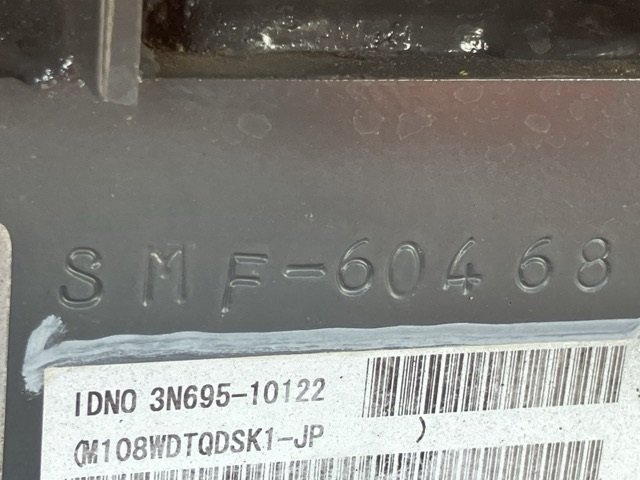 SMF-60468
IDNO 3N695-10122
(M108WDTQDSK1-JP )